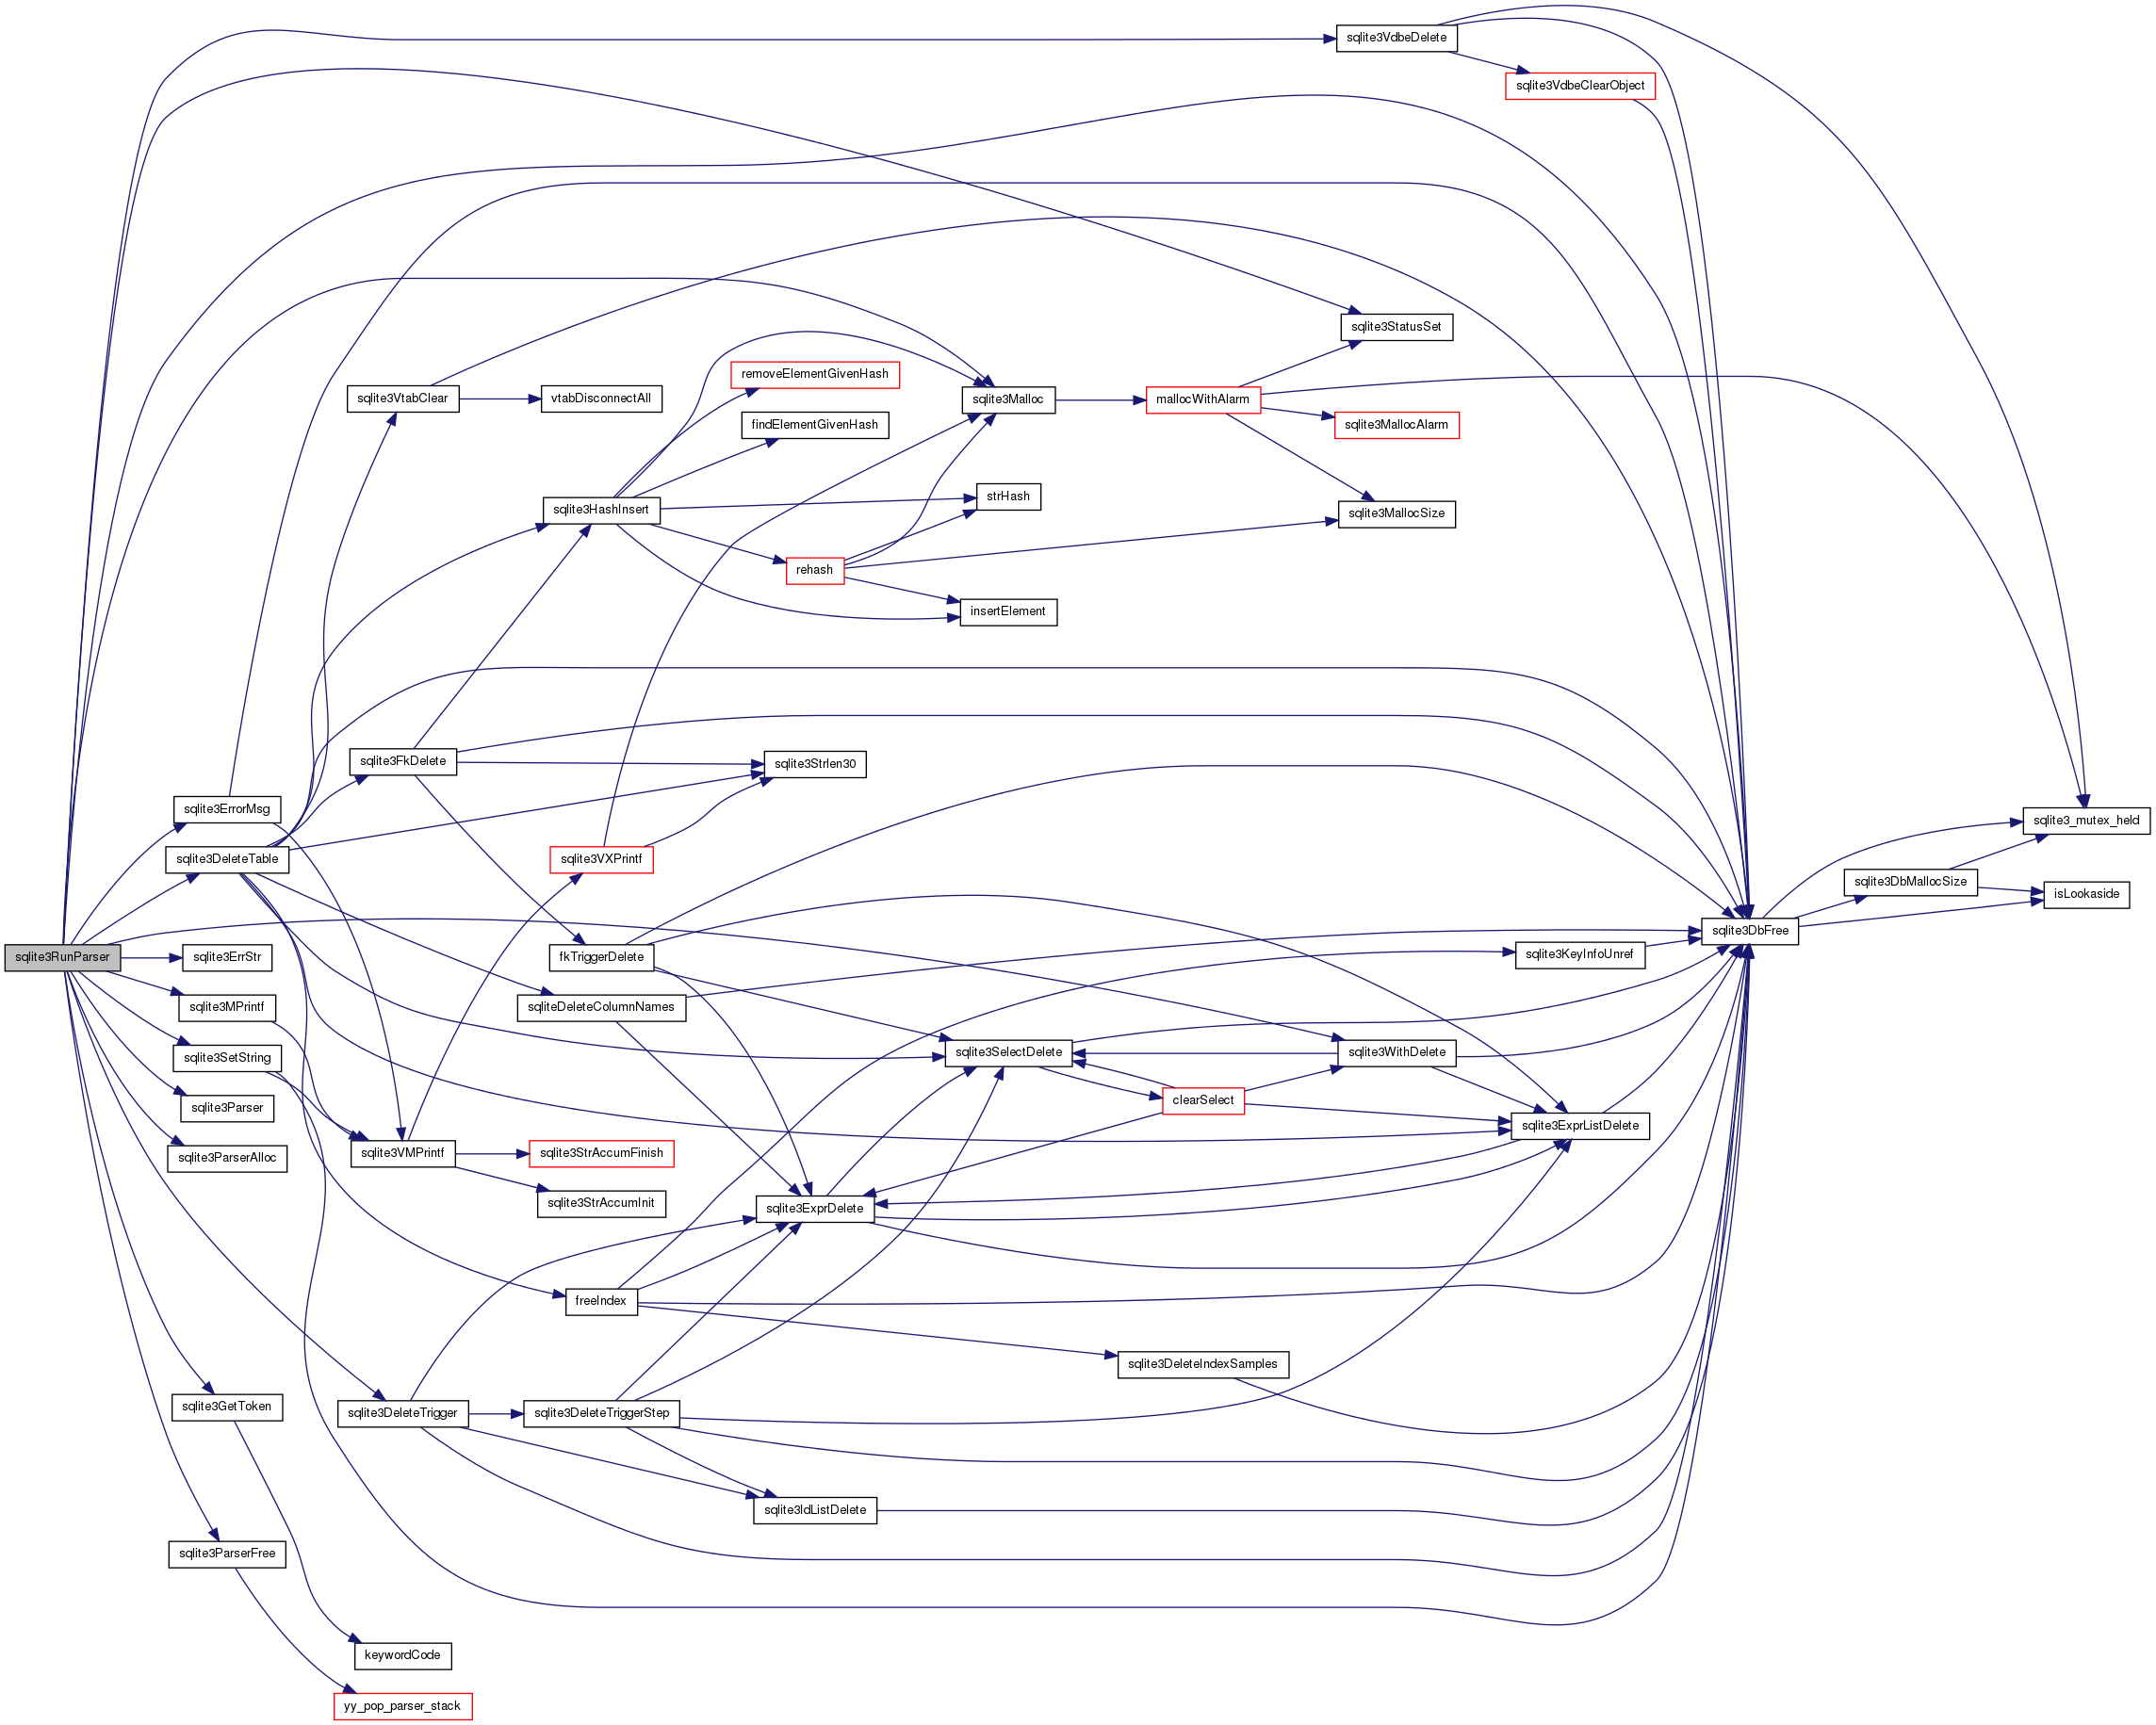 sqlite3VdbeDelete
sqlite3VdbeClearObject
sqlite3StatusSet
removeElementGivenHash
sqlite3VtabClear
vtabDisconnectAll
sqlite3Malloc
mallocWithAlarm
findElementGivenHash
sqlite3MallocAlarm
strHash
sqlite3HashInsert
sqlite3MallocSize
rehash
insertElement
sqlite3FkDelete
sqlite3Strlen30
sqlite3ErrorMsg
sqlite3_mutex_held
sqlite3DeleteTable
sqlite3VXPrintf
sqlite3DbMallocSize
isLookaside
sqlite3DbFree
sqlite3RunParser
sqlite3ErrStr
fkTriggerDelete
sqlite3KeyInfoUnref
sqlite3MPrintf
sqliteDeleteColumnNames
sqlite3SetString
sqlite3SelectDelete
sqlite3WithDelete
sqlite3Parser
clearSelect
sqlite3ExprListDelete
sqlite3ParserAlloc
sqlite3VMPrintf
sqlite3StrAccumFinish
sqlite3StrAccumInit
sqlite3ExprDelete
freeIndex
sqlite3DeleteIndexSamples
sqlite3GetToken
sqlite3DeleteTrigger
sqlite3DeleteTriggerStep
sqlite3IdListDelete
sqlite3ParserFree
keywordCode
yy_pop_parser_stack